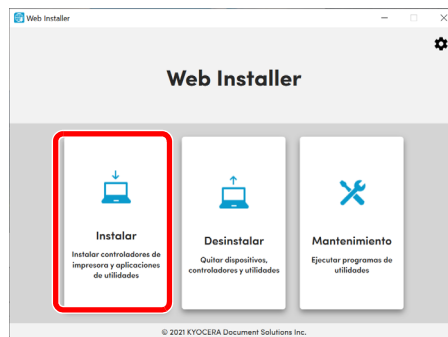 Web Installer
Web Installer
Instalar
Instalar controladores de
impresora y aplicaciones
de utilidades
Desinstalar
Quitar dispositivos,
controladores y utilidades
Mantenimiento
Ejecutar programas de
utilidades
© 2021 KYOCERA Document Solutions Inc.